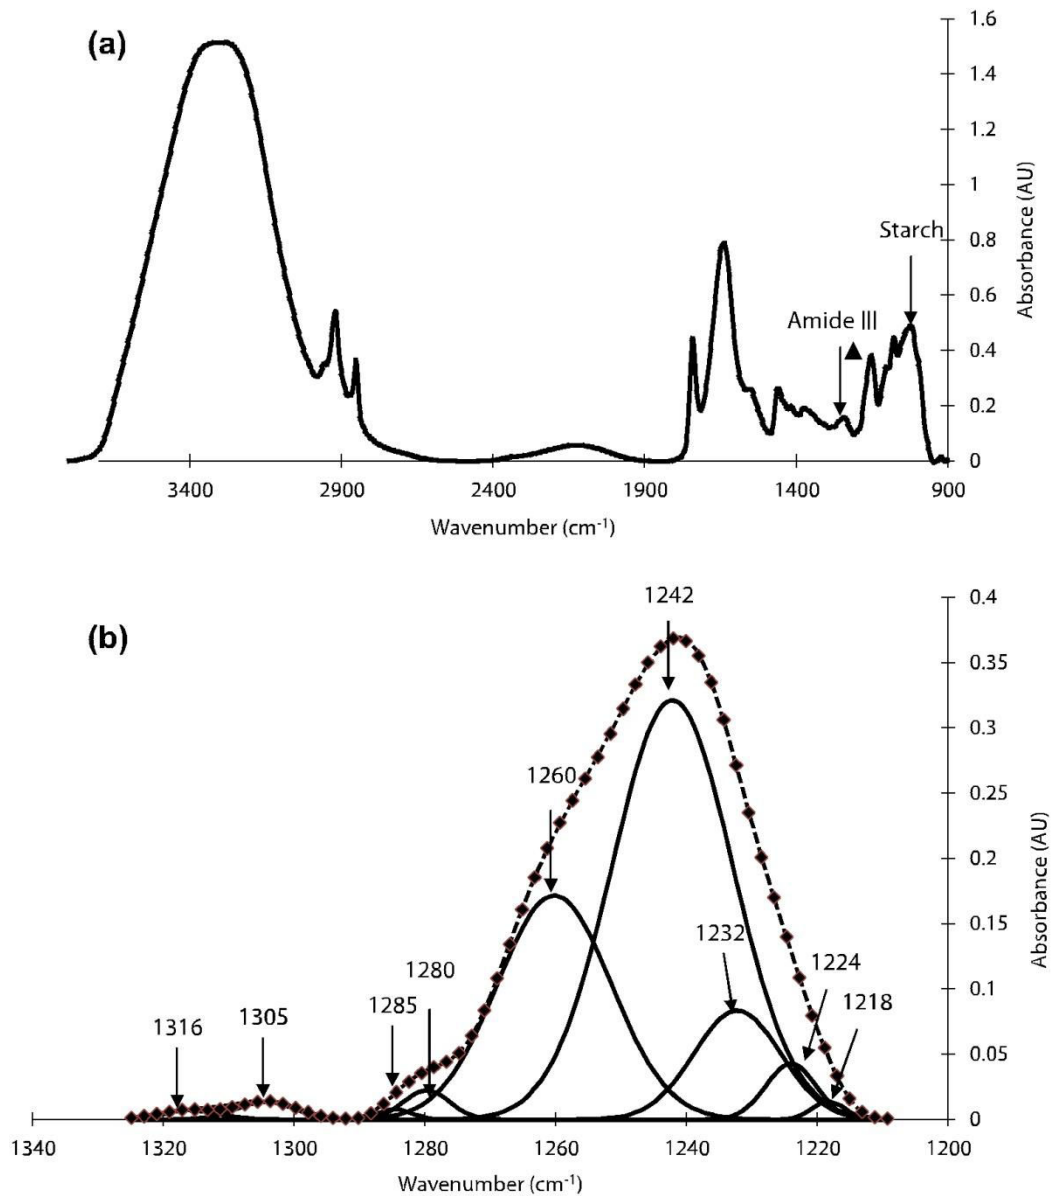 (a)
1.6
1.4
1.2
1
0.8
0.6
0.4
0.2
0
Absorbance (AU)
Starch
Amide III
3400 2900 2400 1900 1400 900
Wavenumber (cm⁻¹)
(b)
0.4
0.35
0.3
0.25
0.2
0.15
0.1
0.05
0
Absorbance (AU)
1242
1260
1232
1280
1224
1285
1218
1305
1316
1340 1320 1300 1280 1260 1240 1220 1200
Wavenumber (cm⁻¹)